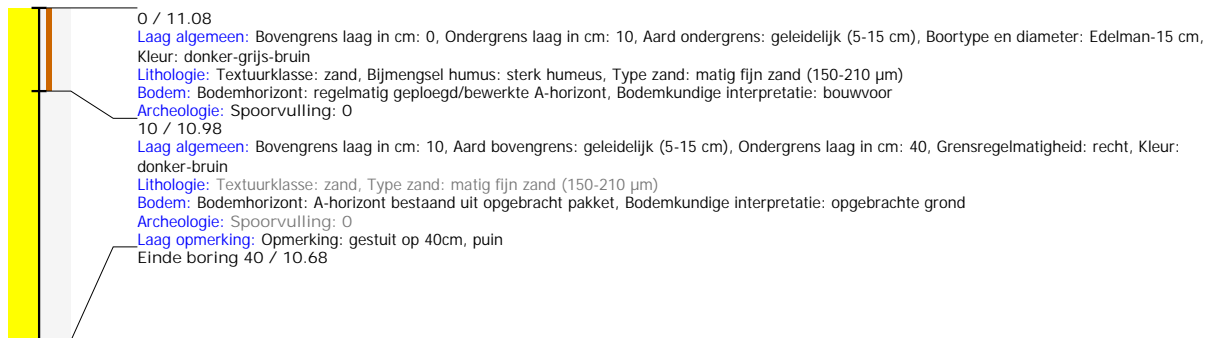 0 / 11.08
Laag algemeen: Bovengrens laag in cm: 0, Ondergrens laag in cm: 10, Aard ondergrens: geleidelijk (5-15 cm), Boortype en diameter: Edelman-15 cm,
Kleur: donker-grijs-bruin
Lithologie: Textuurklasse: zand, Bijmengsel humus: sterk humeus, Type zand: matig fijn zand (150-210 µm)
Bodem: Bodemhorizont: regelmatig geploegd/bewerkte A-horizont, Bodemkundige interpretatie: bouwvoor
Archeologie: Spoorvulling: 0
10 / 10.98
Laag algemeen: Bovengrens laag in cm: 10, Aard bovengrens: geleidelijk (5-15 cm), Ondergrens laag in cm: 40, Grensregelmatigheid: recht, Kleur:
donker-bruin
Lithologie: Textuurklasse: zand, Type zand: matig fijn zand (150-210 µm)
Bodem: Bodemhorizont: A-horizont bestaand uit opgebracht pakket, Bodemkundige interpretatie: opgebrachte grond
Archeologie: Spoorvulling: 0
Laag opmerking: Opmerking: gestuit op 40cm, puin
Einde boring 40 / 10.68